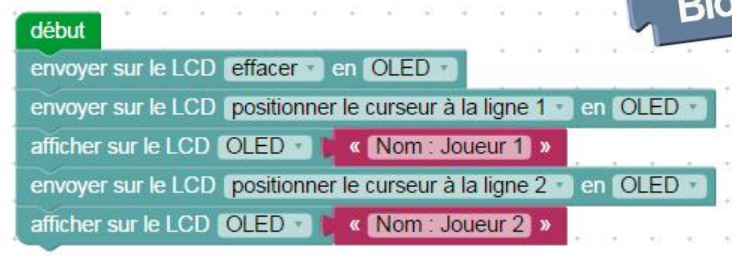 début
envoyer sur le LCD effacer en OLED
envoyer sur le LCD positionner le curseur à la ligne 1 en OLED
afficher sur le LCD OLED « Nom : Joueur 1 »
envoyer sur le LCD positionner le curseur à la ligne 2 en OLED
afficher sur le LCD OLED « Nom : Joueur 2 »